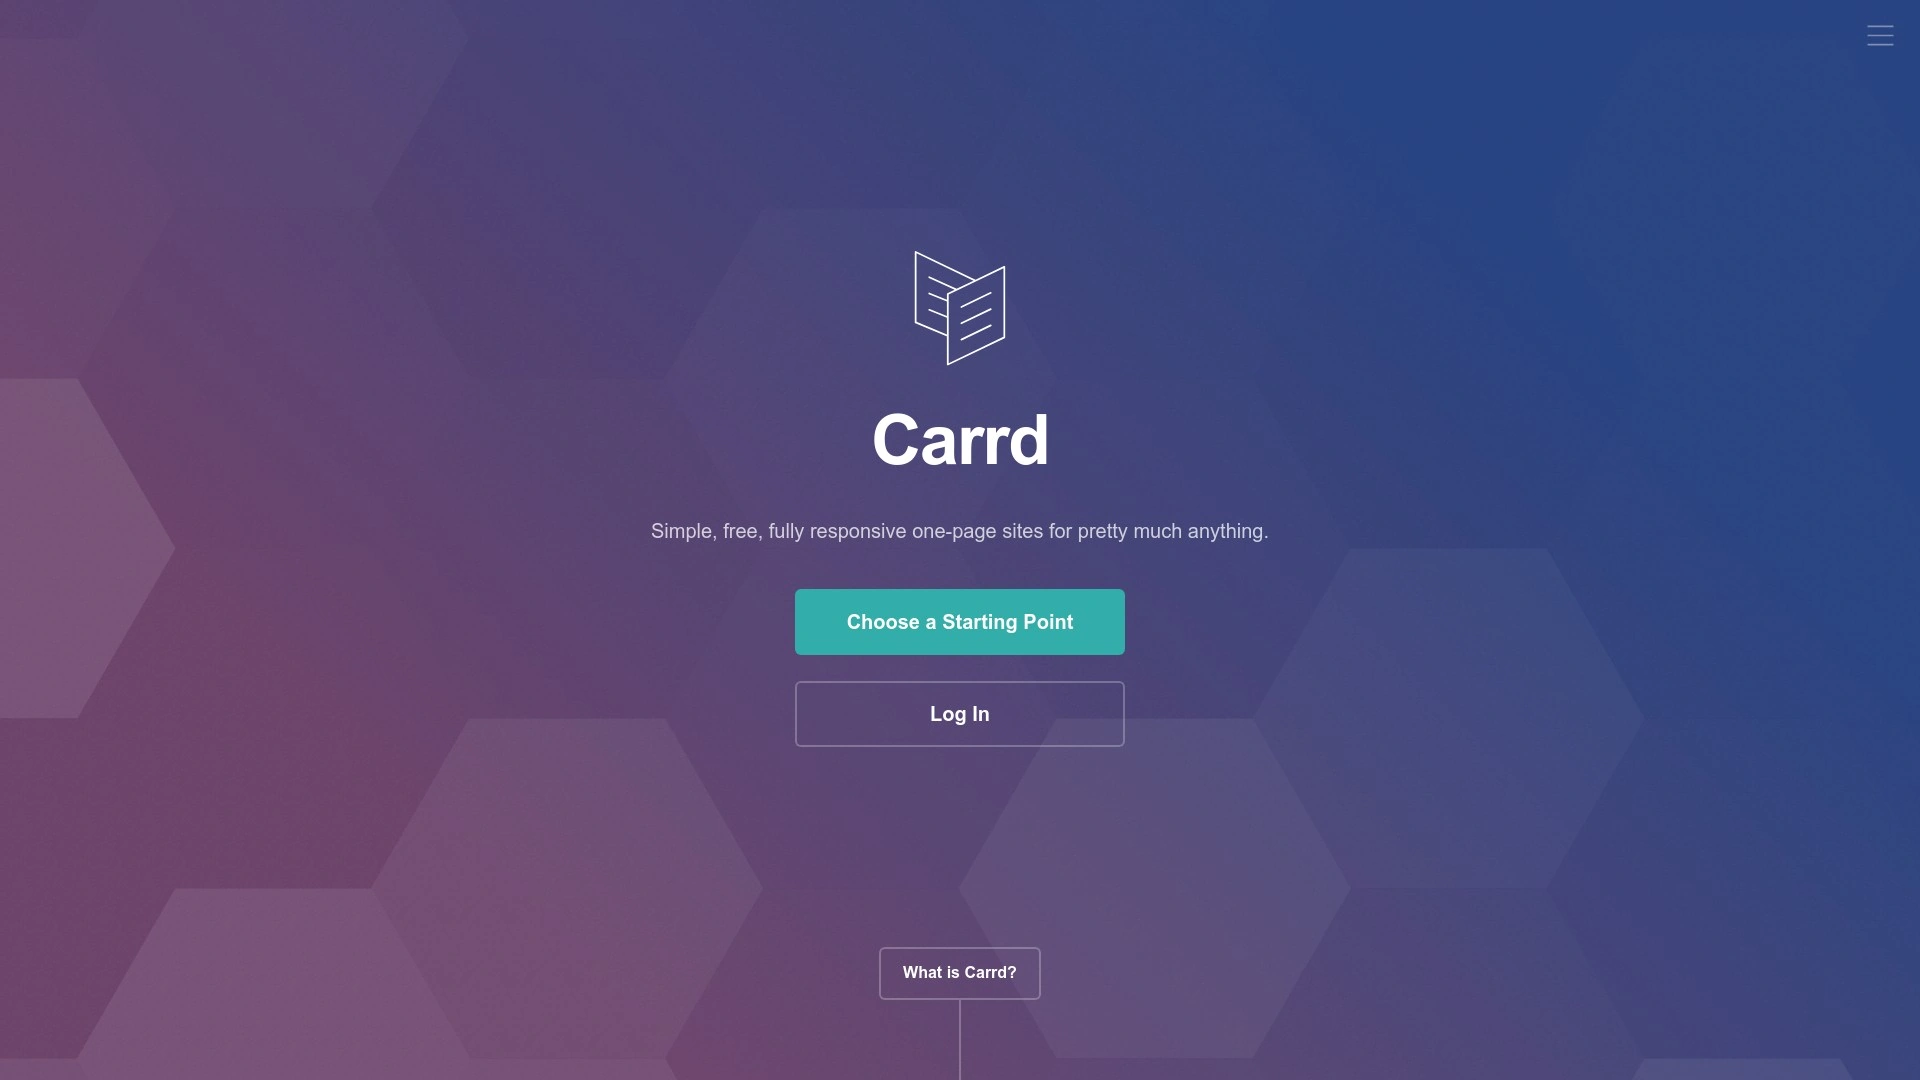 Carrd
Simple, free, fully responsive one-page sites for pretty much anything.
Choose a Starting Point
Log In
What is Carrd?